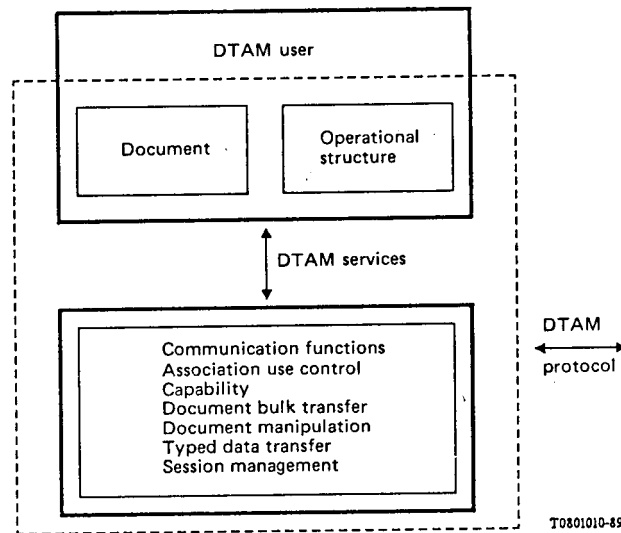 DTAM user
Document
Operational
structure
DTAM services
Communication functions
Association use control
Capability
Document bulk transfer
Document manipulation
Typed data transfer
Session management
DTAM
protocol
T0801010-89